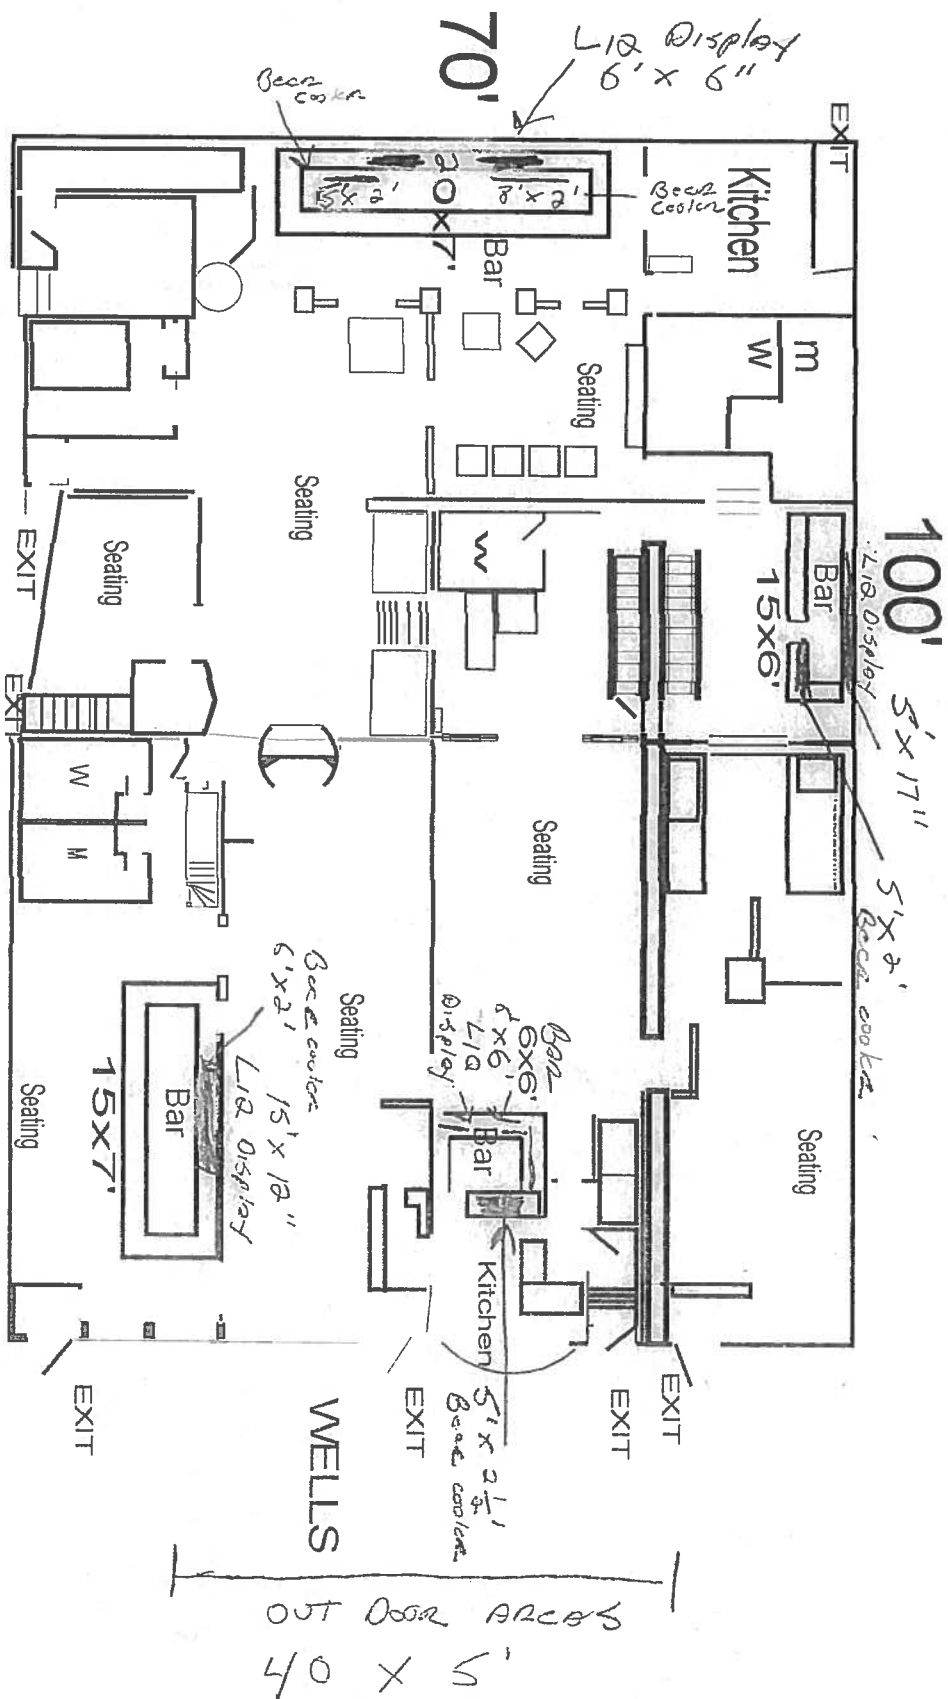 70'
LIQ Display
6' X 6"
Beer
cooler
EXIT
20x7'
5' x 2'
8' x 2'
Beer
Cooler
Bar
Kitchen
m
W
Seating
Seating
Seating
EXIT
EXIT
W
100'
LIQ Display
5' X 17"
Bar
15x6'
5' X 2'
Beer cooler
W
M
Seating
Seating
Seating
Seating
Beer cooler
6' x 2'
15' X 12"
LIQ Display
Bar
15x7'
Bar
6x6'
6' x 6'
LIQ
Display
Bar
Kitchen
5' x 2 1/2'
Beer cooler
EXIT
EXIT
EXIT
EXIT
WELLS
OUT DOOR AREAS
40 X 5'